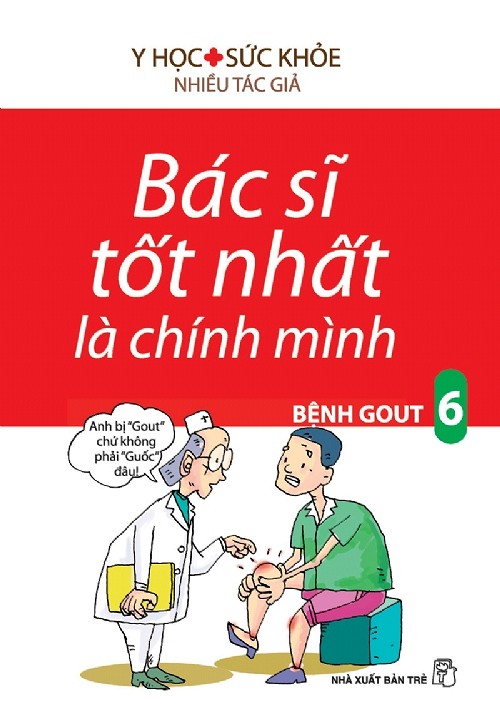 Y HỌC SỨC KHỎE
NHIỀU TÁC GIẢ
Bác sĩ
tốt nhất
là chính mình
BỆNH GOUT 6
Anh bị "Gout"
chứ không
phải "Guốc"
đâu!
NHÀ XUẤT BẢN TRẺ